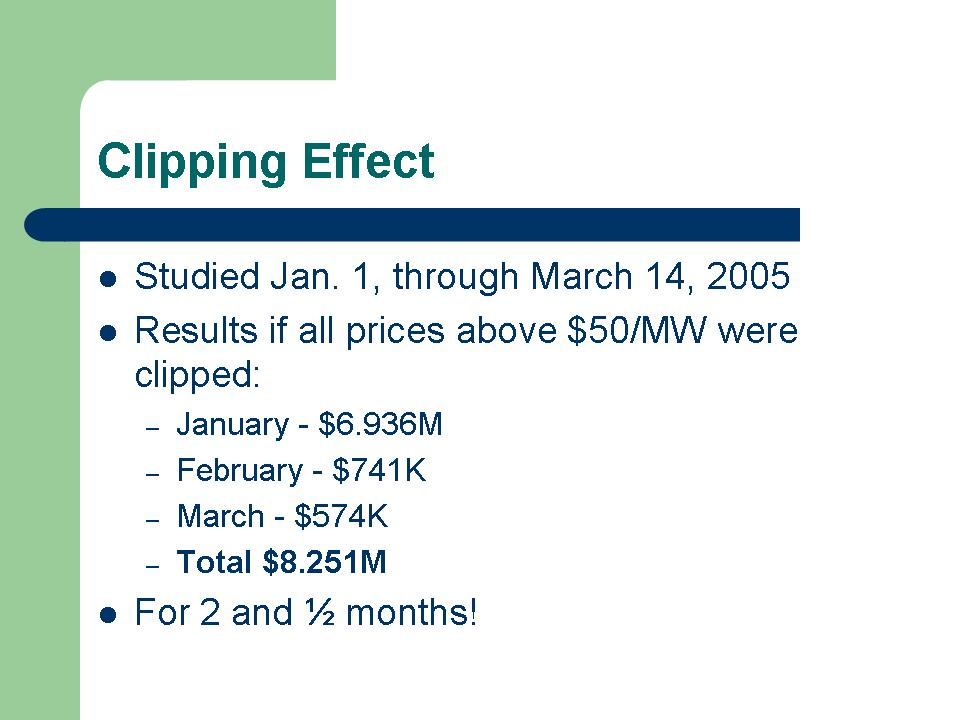 Clipping Effect
● Studied Jan. 1, through March 14, 2005
● Results if all prices above $50/MW were
clipped:
– January - $6.936M
– February - $741K
– March - $574K
– Total $8.251M
● For 2 and ½ months!